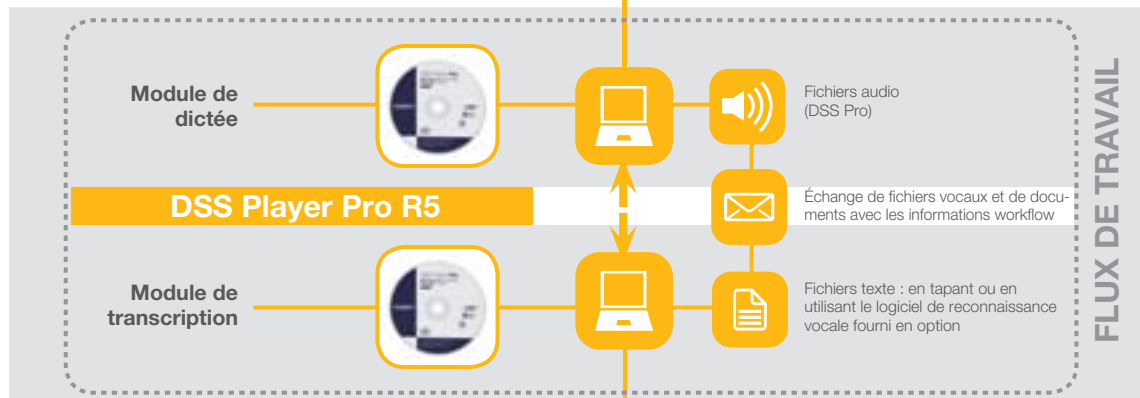 Module de
dictée
Fichiers audio
(DSS Pro)
DSS Player Pro R5
Échange de fichiers vocaux et de docu-
ments avec les informations workflow
Module de
transcription
Fichiers texte : en tapant ou en
utilisant le logiciel de reconnaissance
vocale fourni en option
FLUX DE TRAVAIL